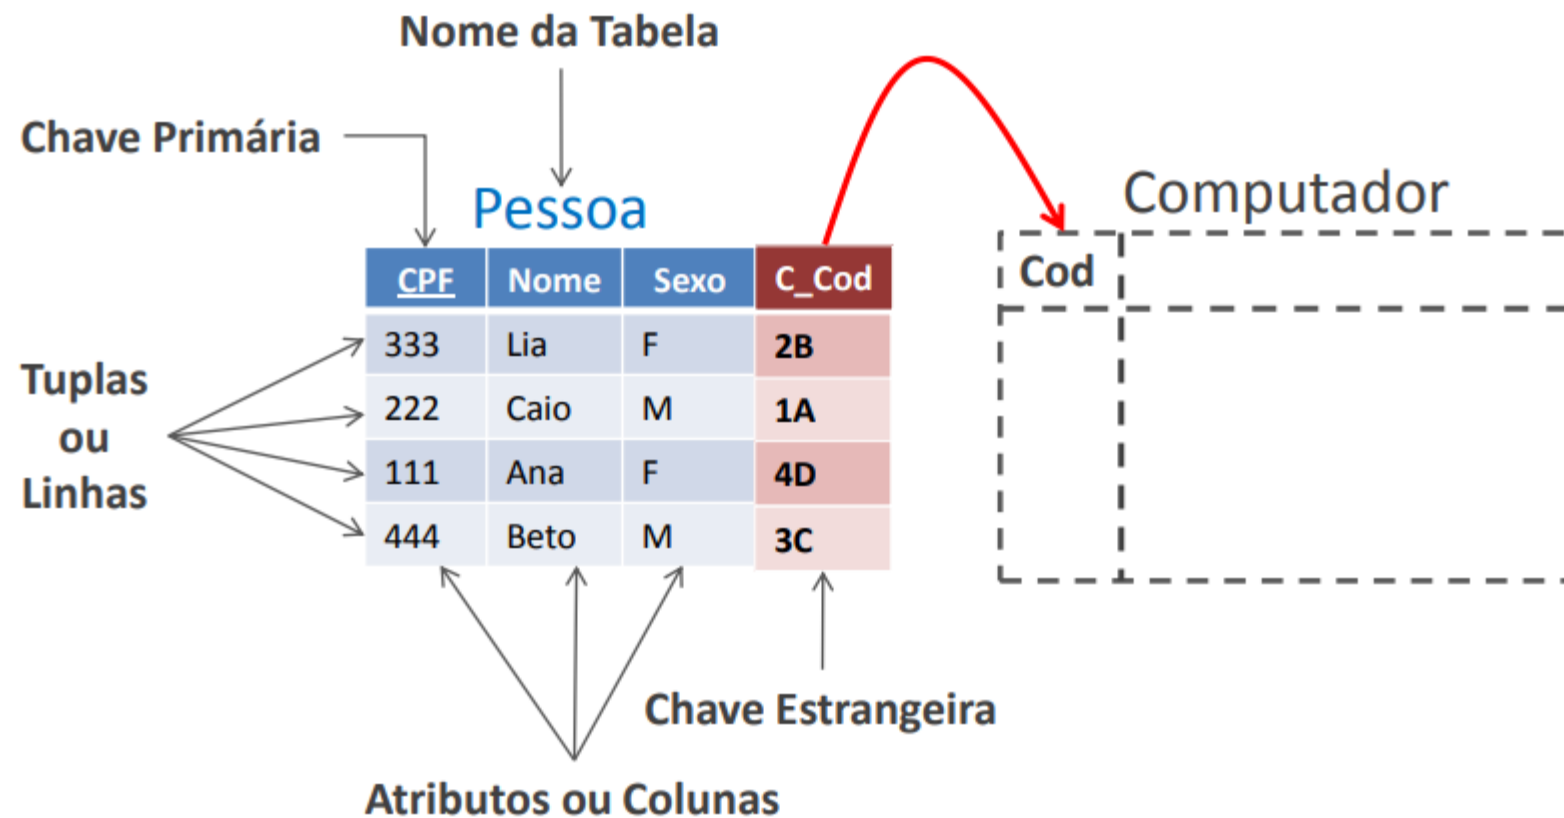 Nome da Tabela
Chave Primária
Pessoa
Computador
CPF Nome Sexo C_Cod
Cod
333 Lia F 2B
222 Caio M 1A
111 Ana F 4D
444 Beto M 3C
Tuplas
ou
Linhas
Chave Estrangeira
Atributos ou Colunas